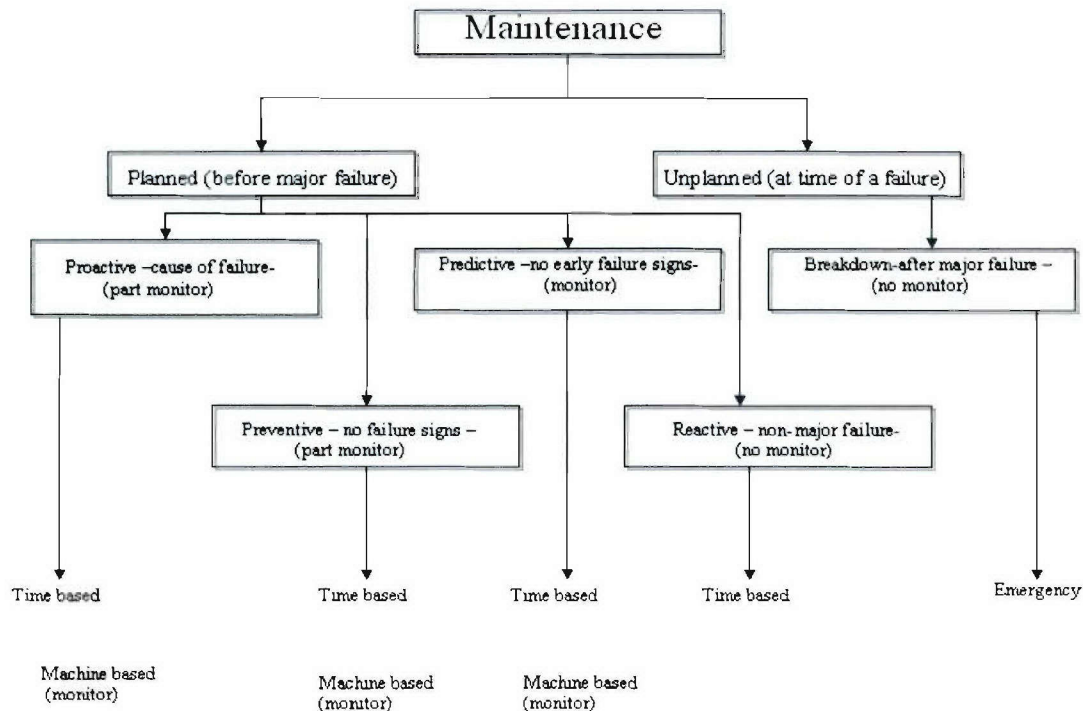 Maintenance
Planned (before major failure)
Unplanned (at time of a failure)
Proactive –cause of failure-
(part monitor)
Predictive –no early failure signs-
(monitor)
Breakdown-after major failure –
(no monitor)
Preventive – no failure signs –
(part monitor)
Reactive – non-major failure-
(no monitor)
Time based
Time based
Time based
Time based
Emergency
Machine based
(monitor)
Machine based
(monitor)
Machine based
(monitor)